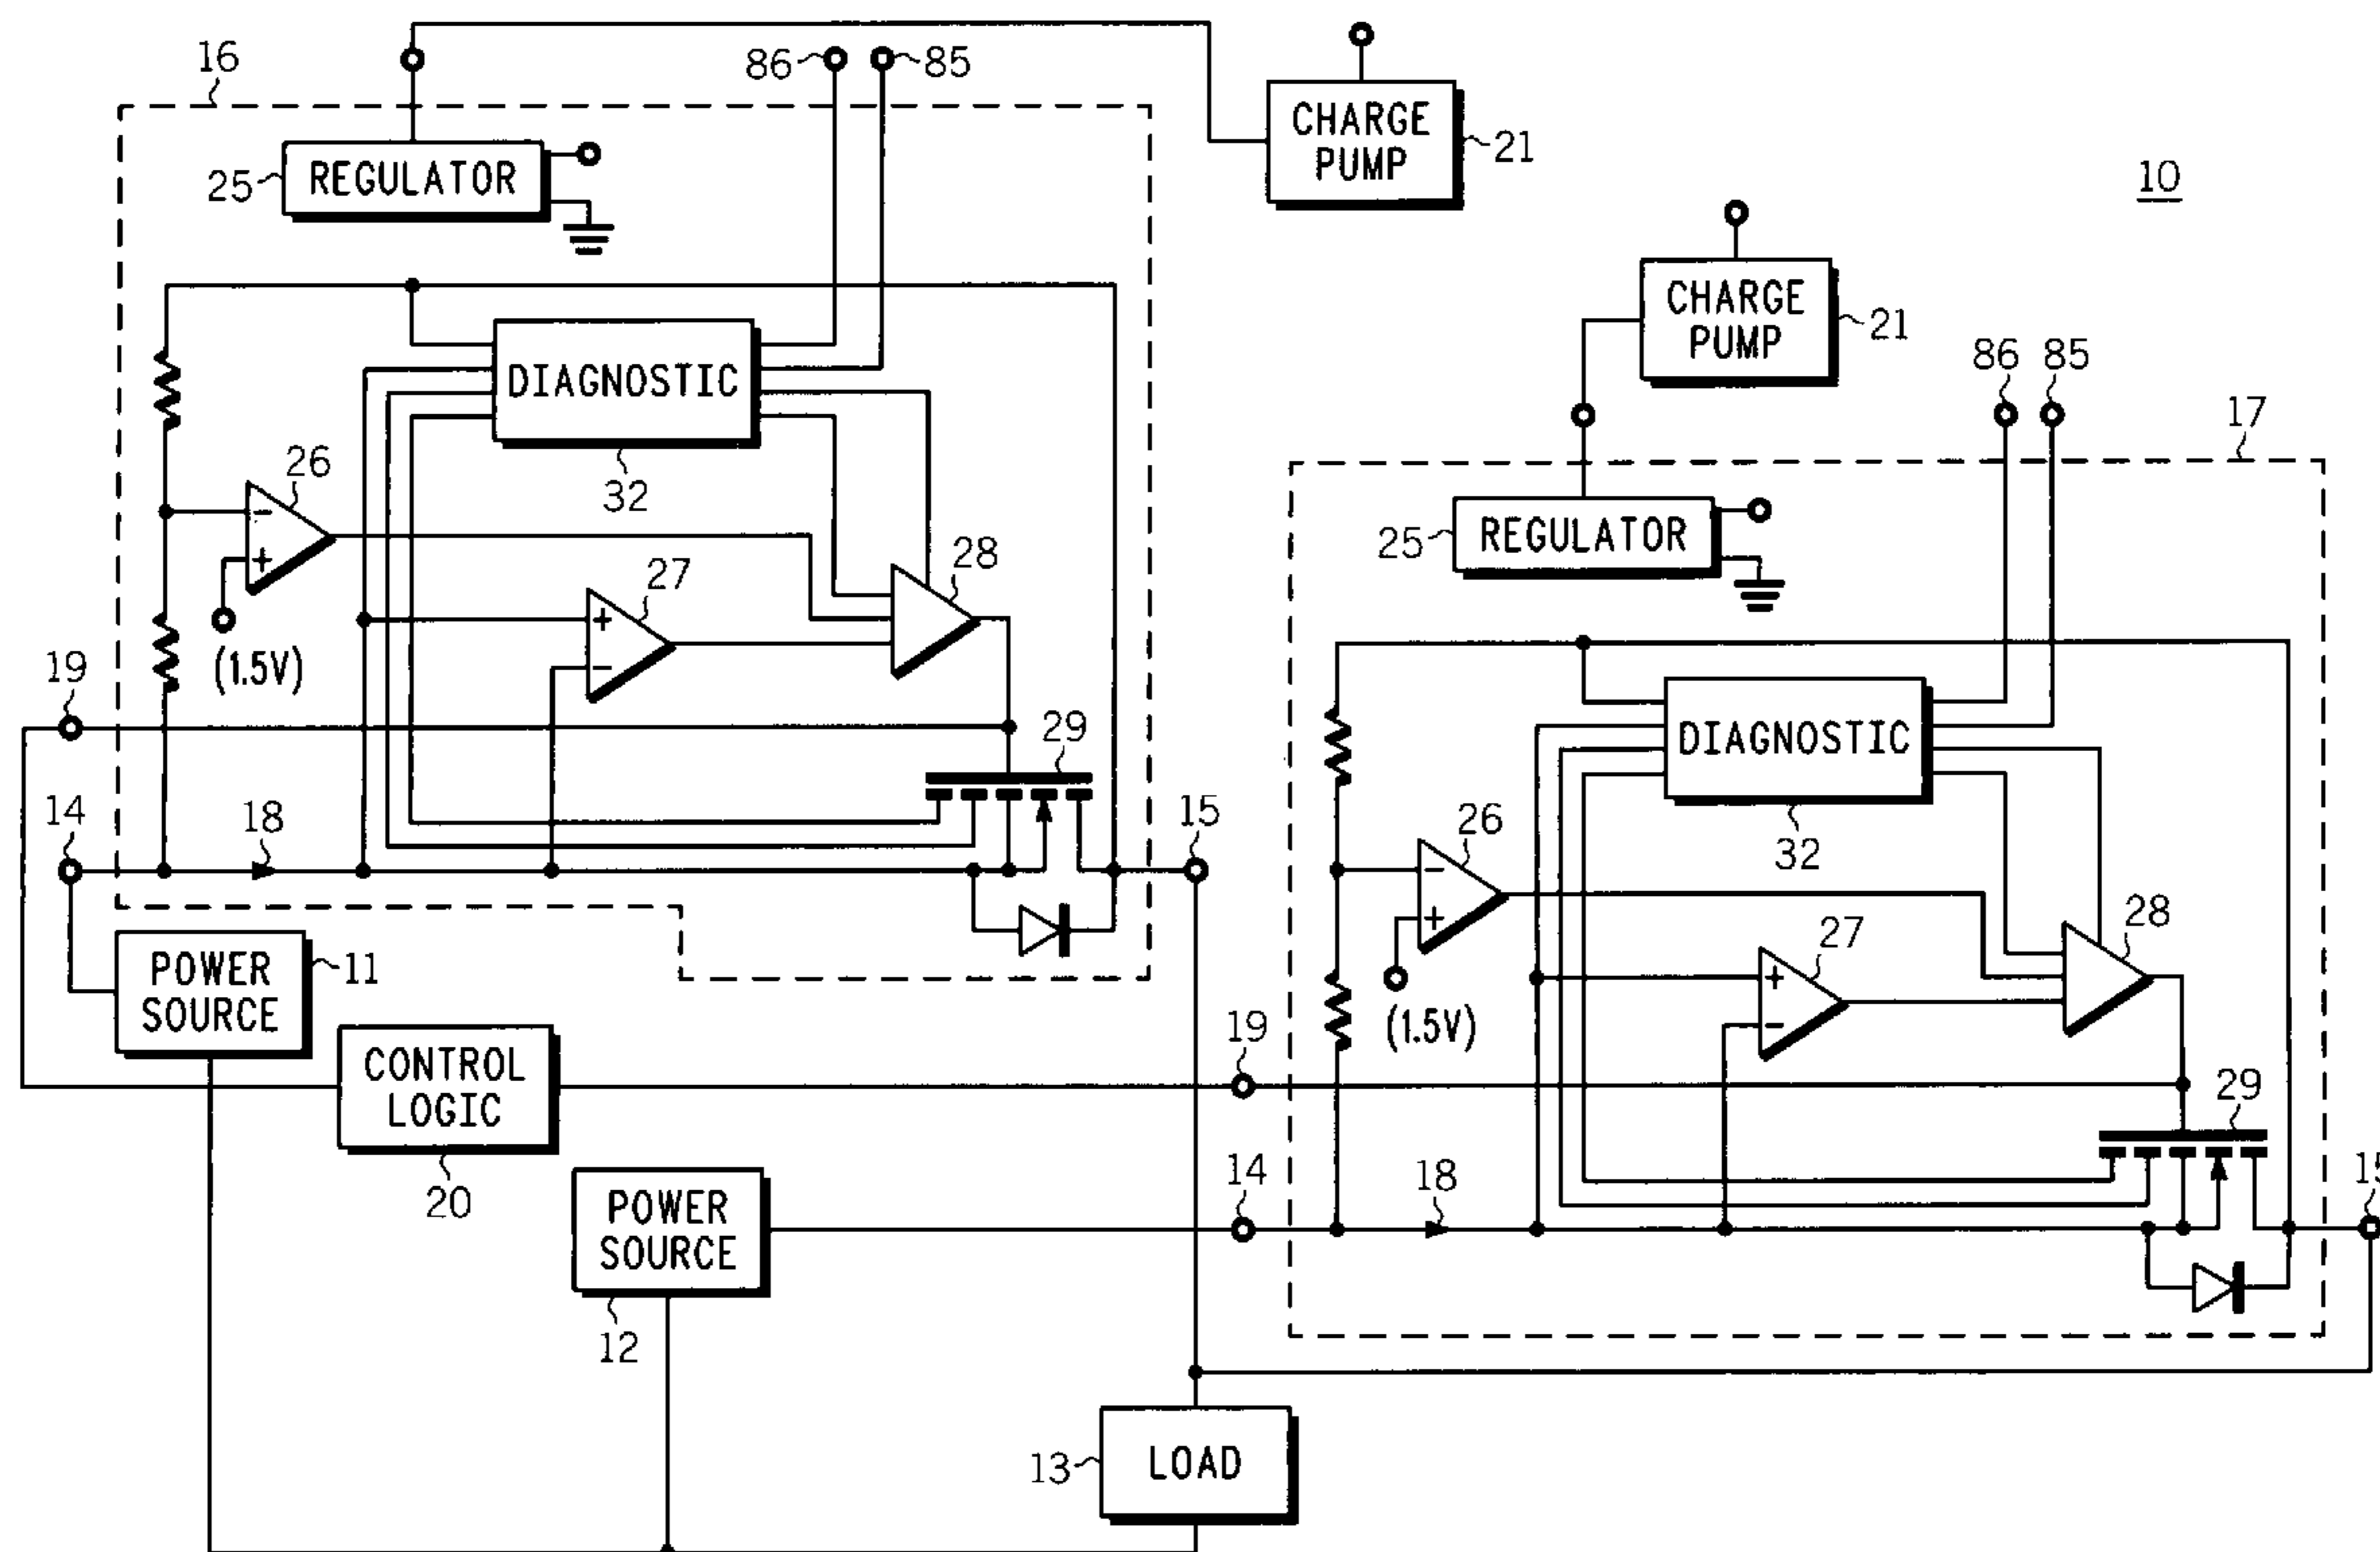 16
86
85
CHARGE
PUMP
21
REGULATOR
25
10
CHARGE
PUMP
21
DIAGNOSTIC
32
86
85
17
26
-
+
(1.5V)
27
+
-
28
REGULATOR
25
19
29
DIAGNOSTIC
32
14
18
15
26
-
+
(1.5V)
27
+
-
28
POWER
SOURCE
11
CONTROL
LOGIC
20
19
29
POWER
SOURCE
12
14
18
15
LOAD
13